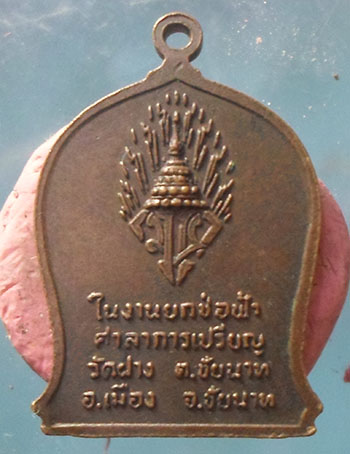 ในงานยกช่อฟ้า
ศาลาการเปรียญ
วัดฝาง ต.ชัยนาท
อ.เมือง จ.ชัยนาท